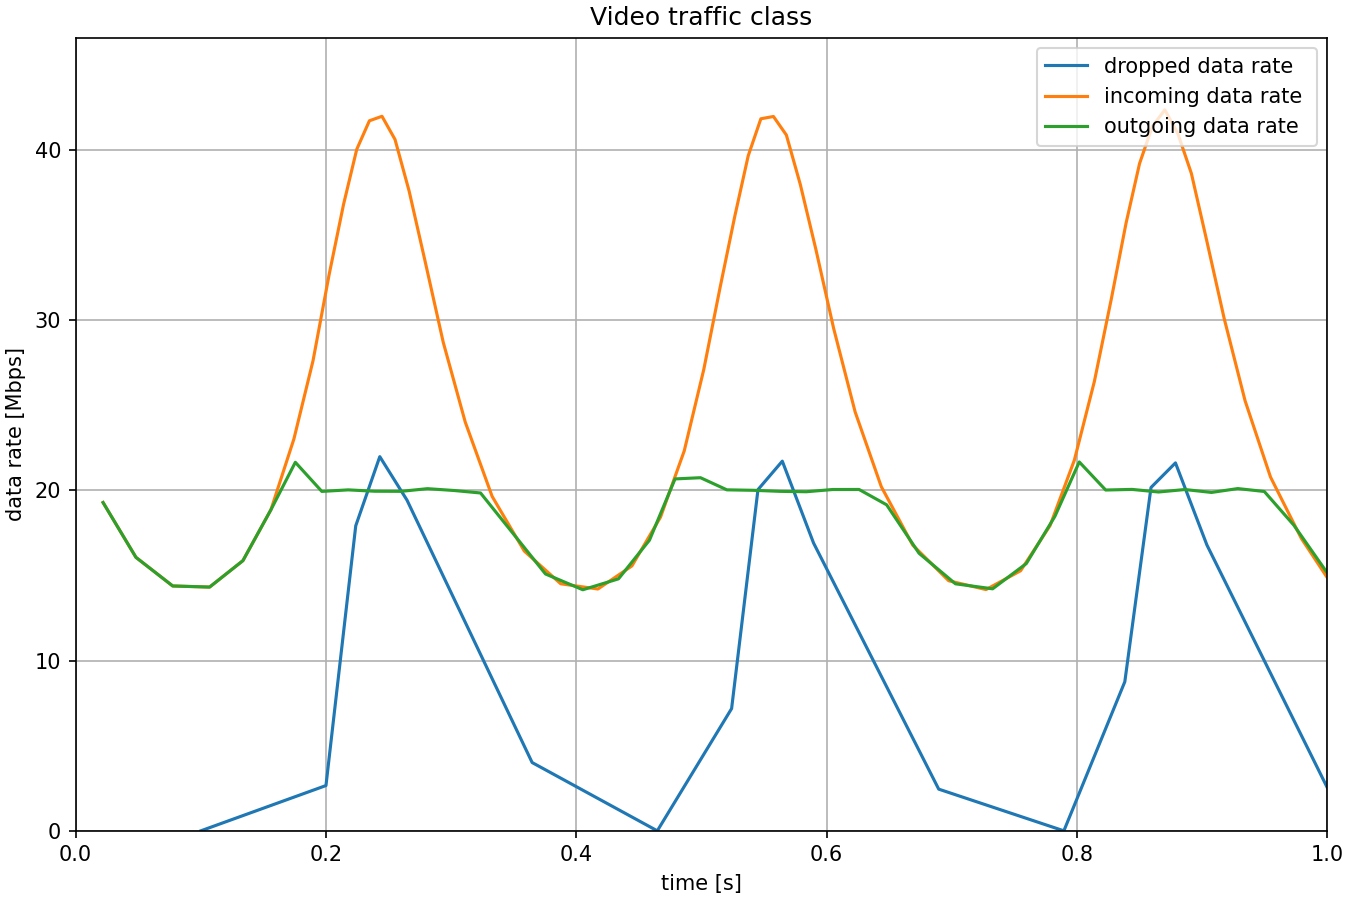 Video traffic class
dropped data rate
incoming data rate
outgoing data rate
data rate [Mbps]
40
30
20
10
0
0.0 0.2 0.4 0.6 0.8 1.0
time [s]